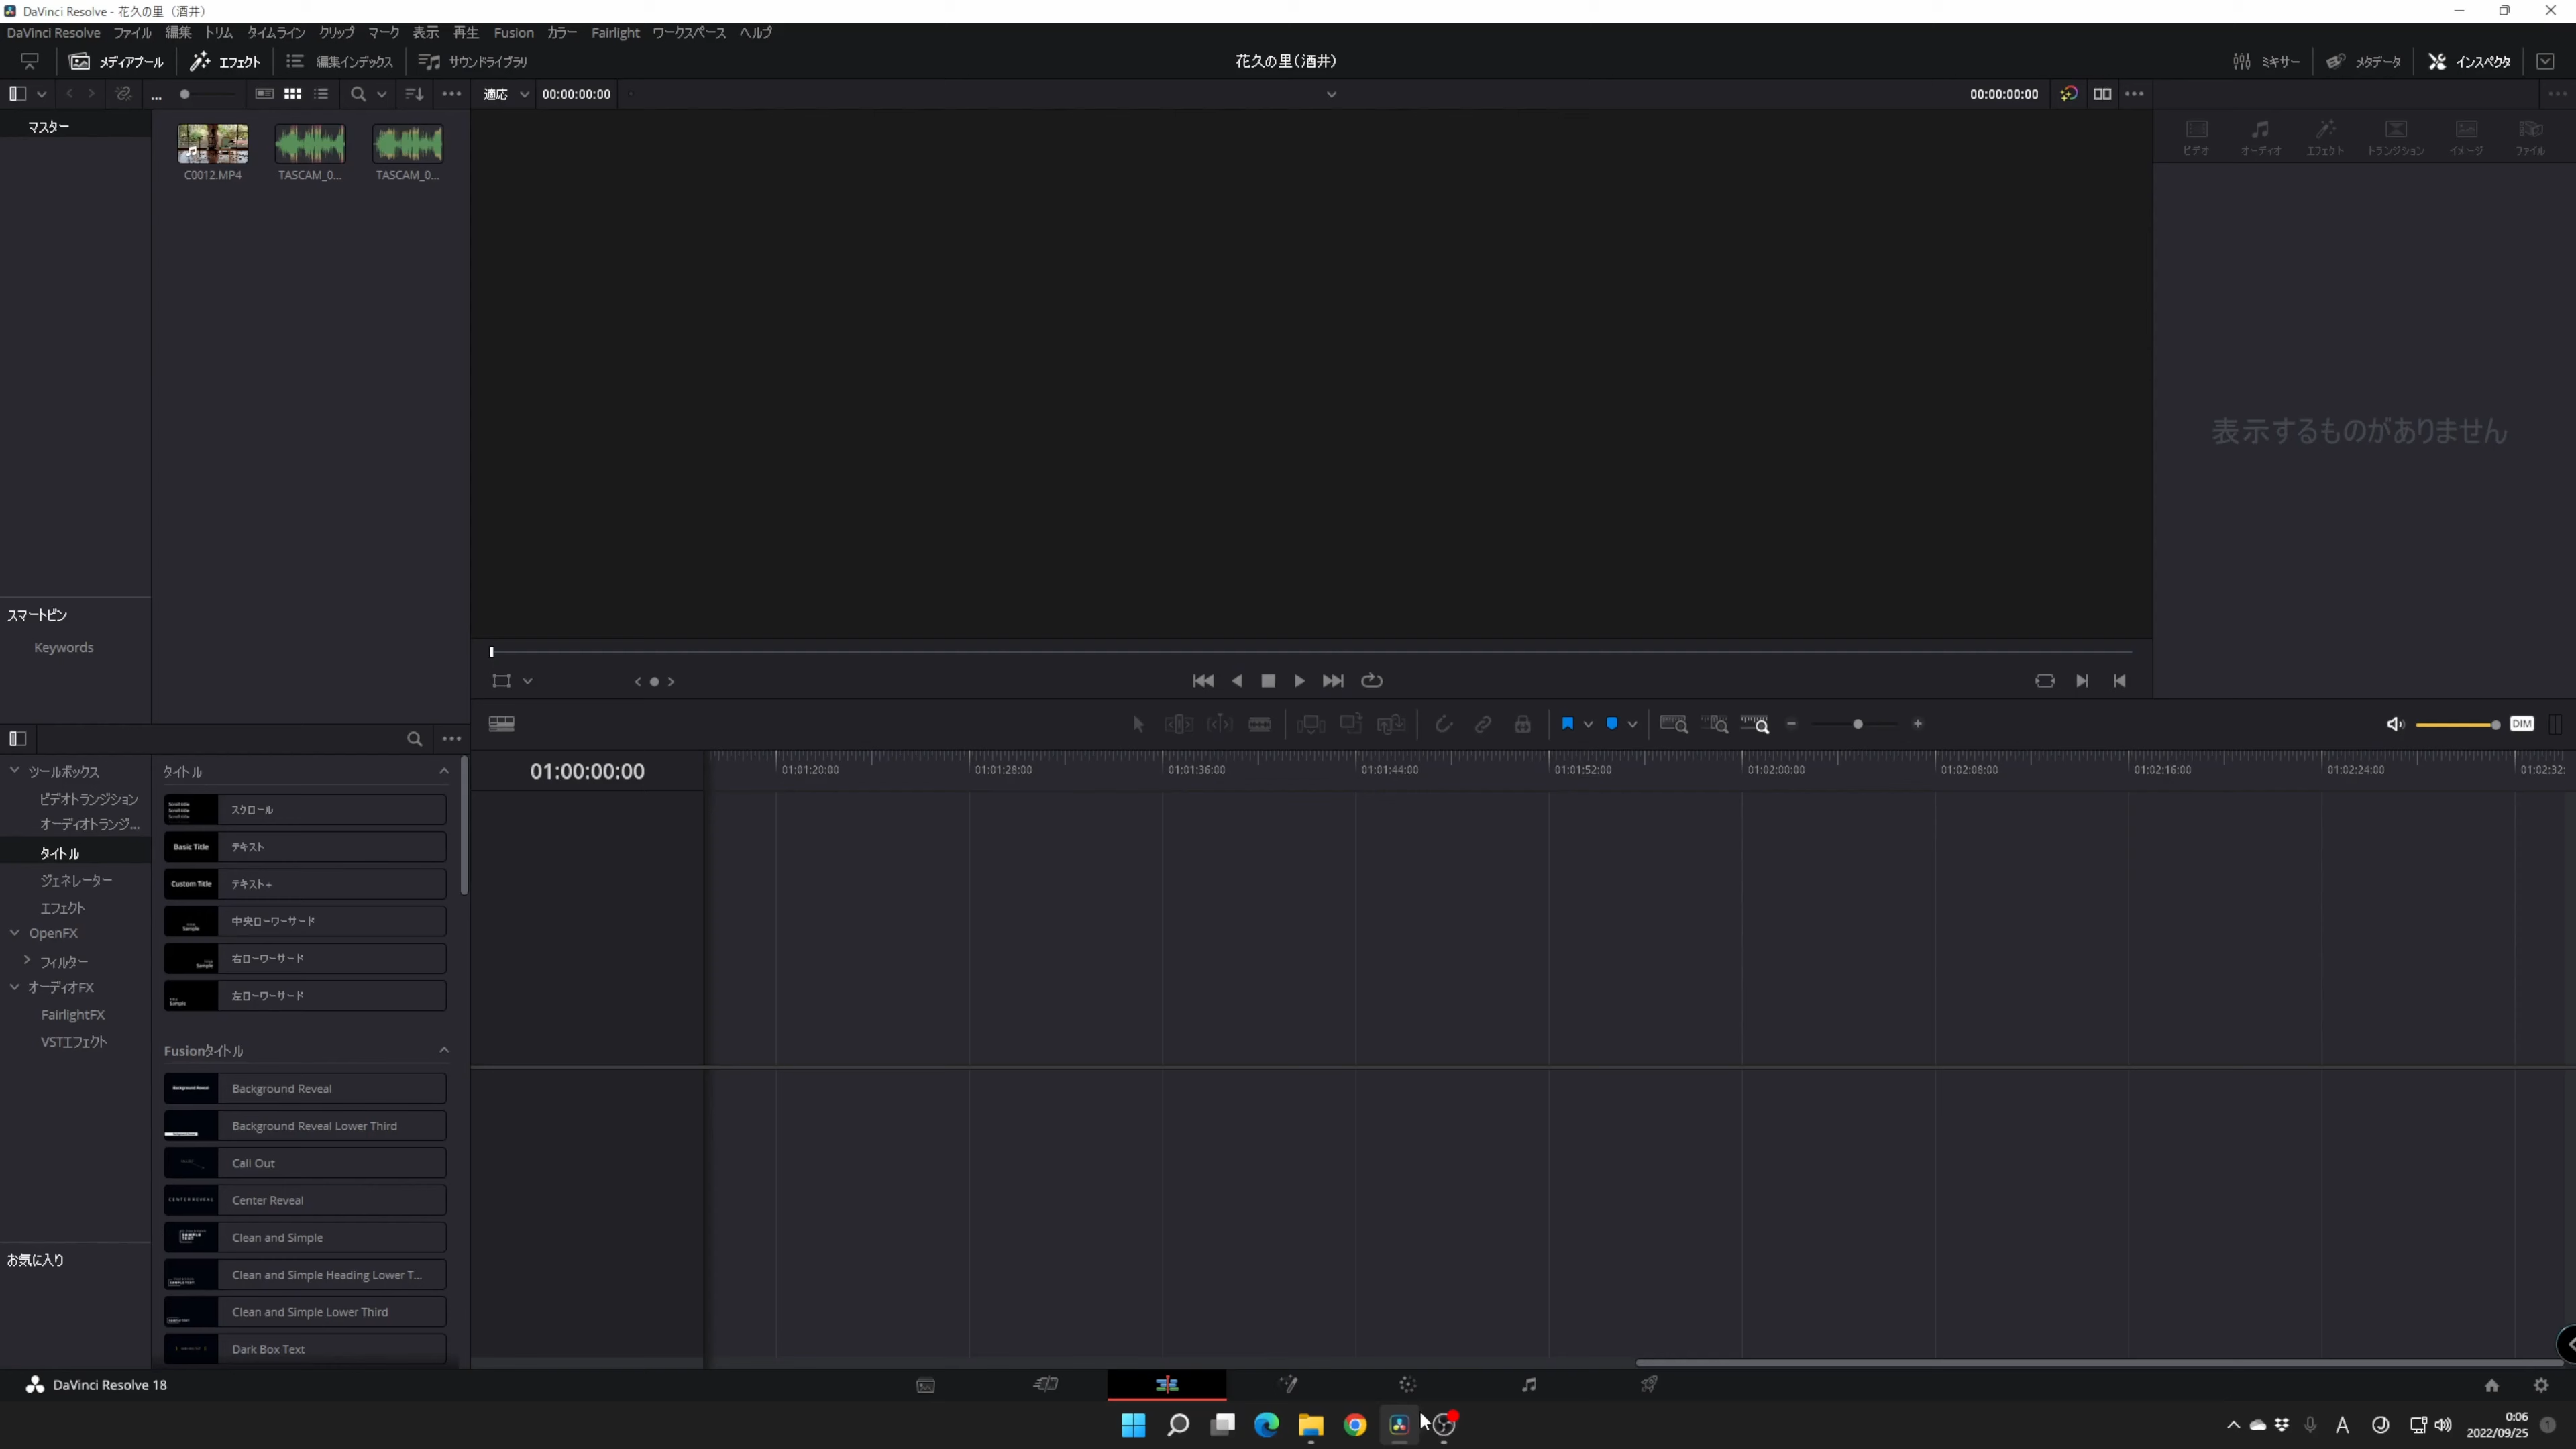 DaVinci Resolve - 花久の里（酒井）
DaVinci Resolve ファイル 編集 トリム タイムライン クリップ マーク 表示 再生 Fusion カラー Fairlight ワークスペース ヘルプ
メディアプール エフェクト 編集インデックス サウンドライブラリ 花久の里（酒井） ミキサー メタデータ インスペクタ
... 適応 00:00:00:00 00:00:00:00
マスター
C0012.MP4 TASCAM_0... TASCAM_0...
ビデオ オーディオ エフェクト トランジション イメージ ファイル
表示するものがありません
スマートビン
Keywords
DIM
01:00:00:00
01:01:20:00 01:01:28:00 01:01:36:00 01:01:44:00 01:01:52:00 01:02:00:00 01:02:08:00 01:02:16:00 01:02:24:00 01:02:32:
ツールボックス
ビデオトランジション
オーディオトランジ...
タイトル
ジェネレーター
エフェクト
OpenFX
フィルター
オーディオFX
FairlightFX
VSTエフェクト
お気に入り
タイトル
スクロール
Basic Title テキスト
Custom Title テキスト+
Sample 中央ローワーサード
Sample 右ローワーサード
Sample 左ローワーサード
Fusionタイトル
Background Reveal Background Reveal
Background Reveal Lower Third
Call Out
CENTER REVEAL Center Reveal
SAMPLE TEXT Clean and Simple
Clean and Simple Heading Lower T...
Clean and Simple Lower Third
Dark Box Text
DaVinci Resolve 18
A
0:06
2022/09/25
1